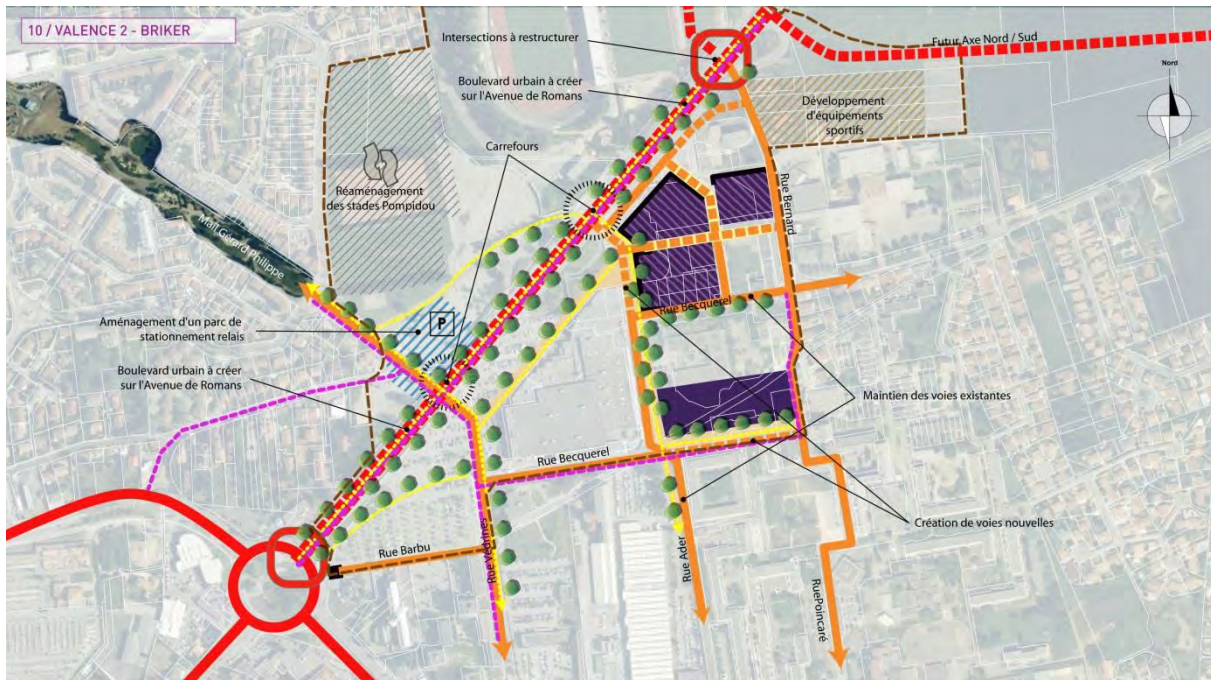 10 / VALENCE 2 - BRIKER
Intersections à restructurer
Futur Axe Nord / Sud
Nord
Boulevard urbain à créer
sur l'Avenue de Romans
Développement
d'équipements
sportifs
Carrefours
Réaménagement
des stades Pompidou
Rue Bernard
Mail Gérard Philippe
Rue Becquerel
Aménagement d'un parc de
stationnement relais
P
Boulevard urbain à créer
sur l'Avenue de Romans
Maintien des voies existantes
Rue Becquerel
Création de voies nouvelles
Rue Barbu
Rue Védrines
Rue Ader
RuePoincaré